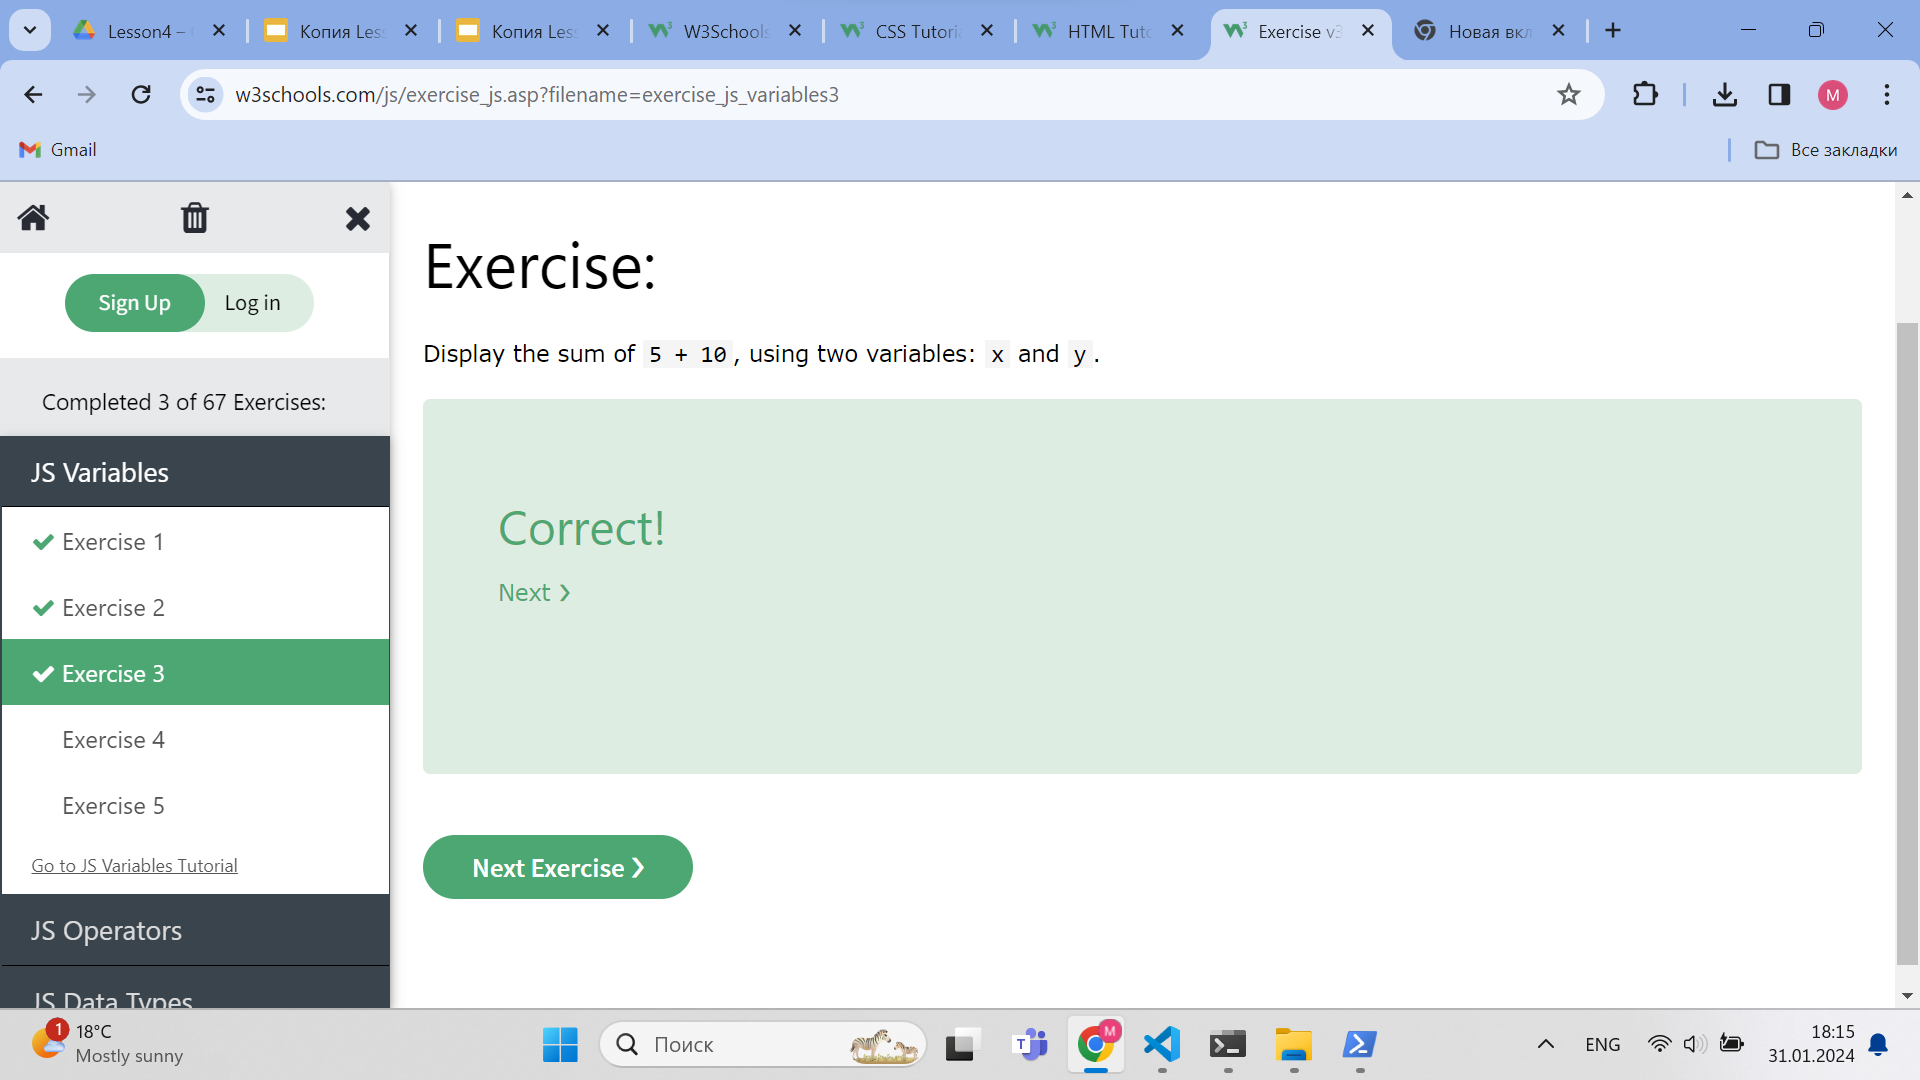 Lesson4 –
Копия Les
Копия Les
W3Schools
CSS Tutoria
HTML Tuto
Exercise v3
Новая вкл
w3schools.com/js/exercise_js.asp?filename=exercise_js_variables3
M
Gmail
Все закладки
Sign Up
Log in
Completed 3 of 67 Exercises:
JS Variables
Exercise 1
Exercise 2
Exercise 3
Exercise 4
Exercise 5
Go to JS Variables Tutorial
JS Operators
JS Data Types
Exercise:
Display the sum of 5 + 10, using two variables: x and y.
Correct!
Next ❯
Next Exercise ❯
1
18°C
Mostly sunny
Поиск
T
M
ENG
18:15
31.01.2024